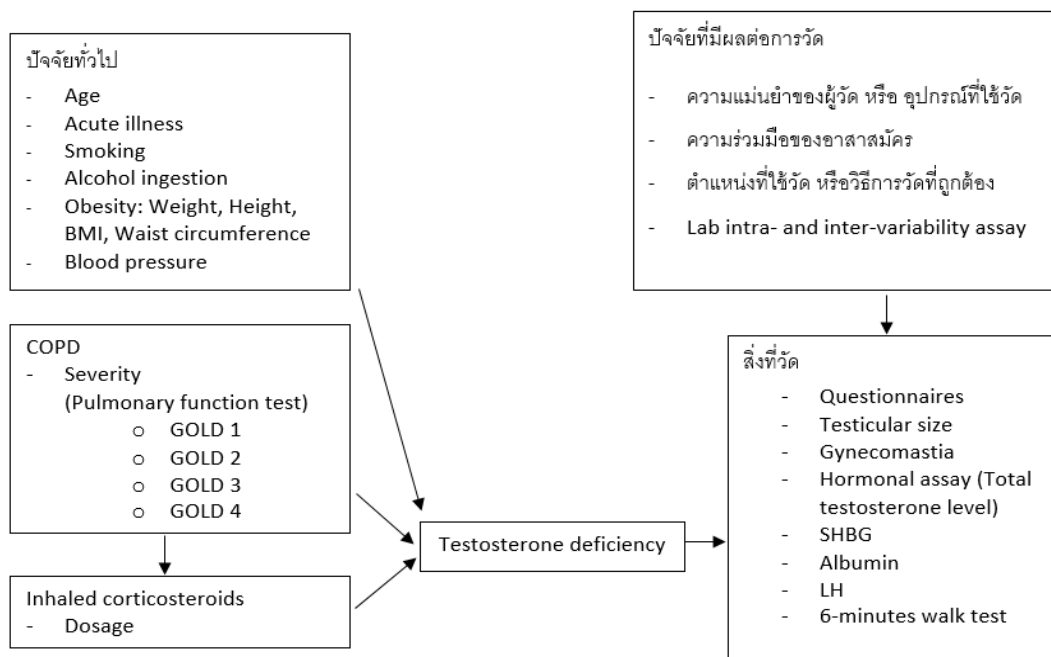 ปัจจัยทั่วไป
- Age
- Acute illness
- Smoking
- Alcohol ingestion
- Obesity: Weight, Height,
BMI, Waist circumference
- Blood pressure
COPD
- Severity
(Pulmonary function test)
o GOLD 1
o GOLD 2
o GOLD 3
o GOLD 4
Inhaled corticosteroids
- Dosage
Testosterone deficiency
ปัจจัยที่มีผลต่อการวัด
- ความแม่นยำของผู้วัด หรือ อุปกรณ์ที่ใช้วัด
- ความร่วมมือของอาสาสมัคร
- ตำแหน่งที่ใช้วัด หรือวิธีการวัดที่ถูกต้อง
- Lab intra- and inter-variability assay
สิ่งที่วัด
- Questionnaires
- Testicular size
- Gynecomastia
- Hormonal assay (Total
testosterone level)
- SHBG
- Albumin
- LH
- 6-minutes walk test